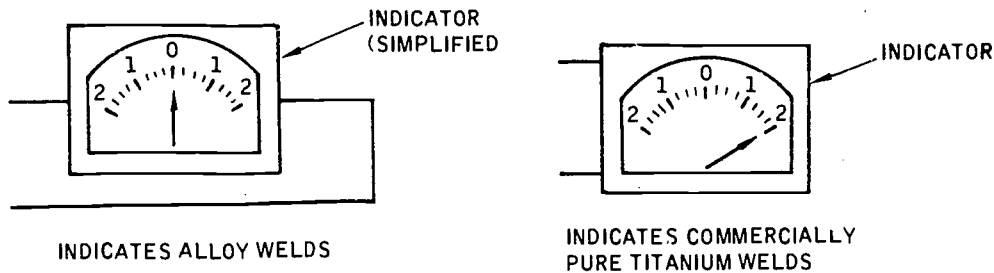 INDICATOR
(SIMPLIFIED
2 1 0 1 2
INDICATES ALLOY WELDS
INDICATOR
2 1 0 1 2
INDICATES COMMERCIALLY
PURE TITANIUM WELDS